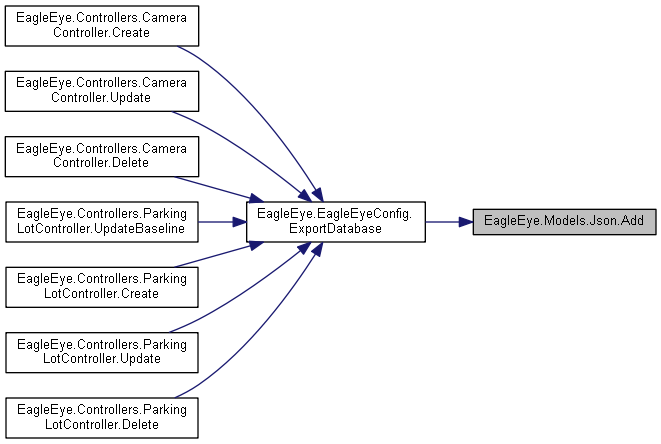 EagleEye.Controllers.Camera
Controller.Create
EagleEye.Controllers.Camera
Controller.Update
EagleEye.Controllers.Camera
Controller.Delete
EagleEye.Controllers.Parking
LotController.UpdateBaseline
EagleEye.Controllers.Parking
LotController.Create
EagleEye.Controllers.Parking
LotController.Update
EagleEye.Controllers.Parking
LotController.Delete
EagleEye.EagleEyeConfig.
ExportDatabase
EagleEye.Models.Json.Add